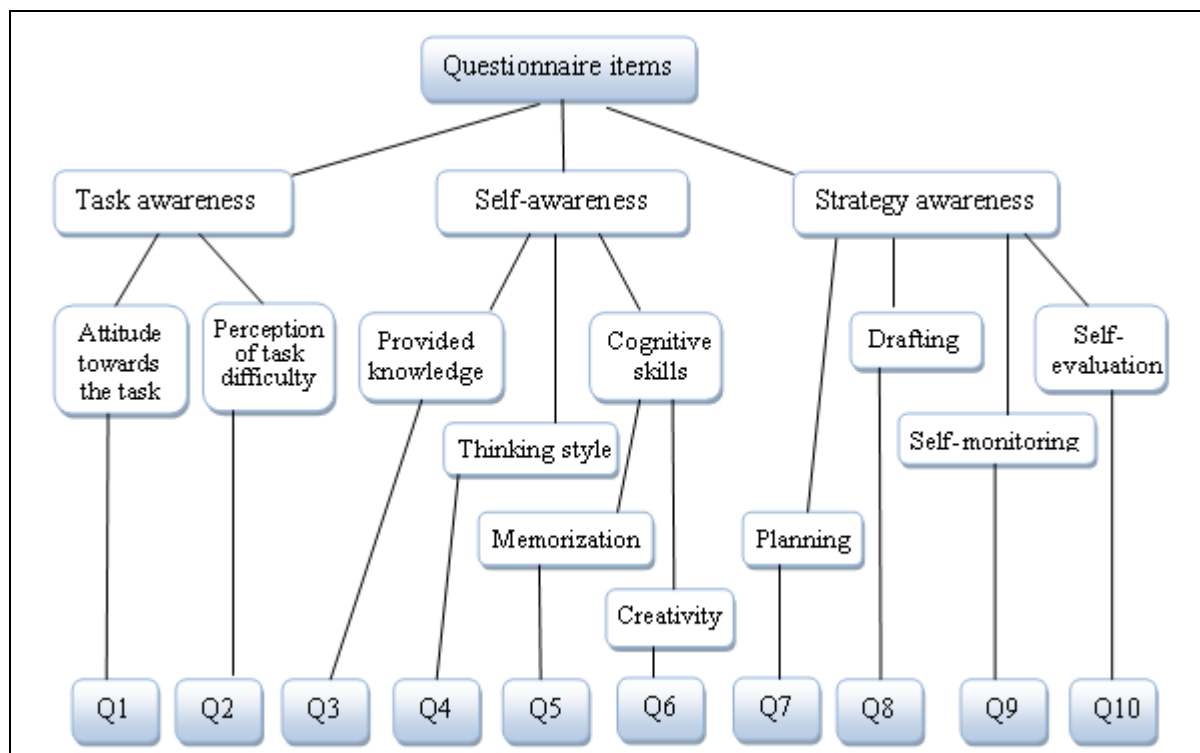 Questionnaire items
Task awareness
Self-awareness
Strategy awareness
Attitude
towards
the task
Perception
of task
difficulty
Provided
knowledge
Cognitive
skills
Drafting
Self-
evaluation
Thinking style
Self-monitoring
Memorization
Planning
Creativity
Q1
Q2
Q3
Q4
Q5
Q6
Q7
Q8
Q9
Q10